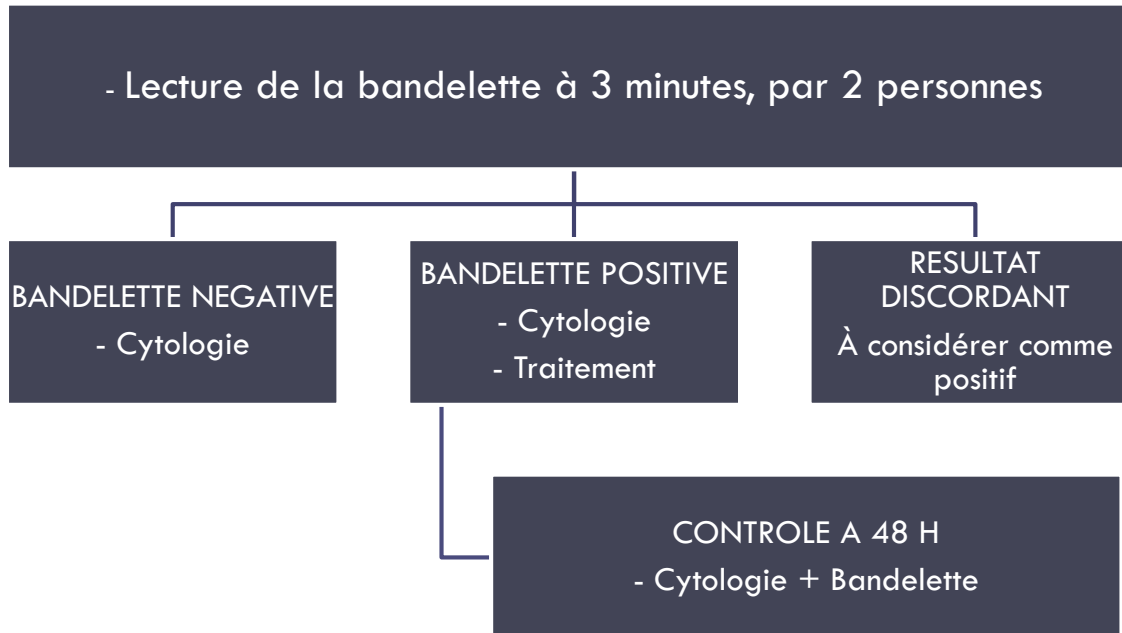 - Lecture de la bandelette à 3 minutes, par 2 personnes
BANDELETTE NEGATIVE
- Cytologie
BANDELETTE POSITIVE
- Cytologie
- Traitement
RESULTAT
DISCORDANT
À considérer comme
positif
CONTROLE A 48 H
- Cytologie + Bandelette